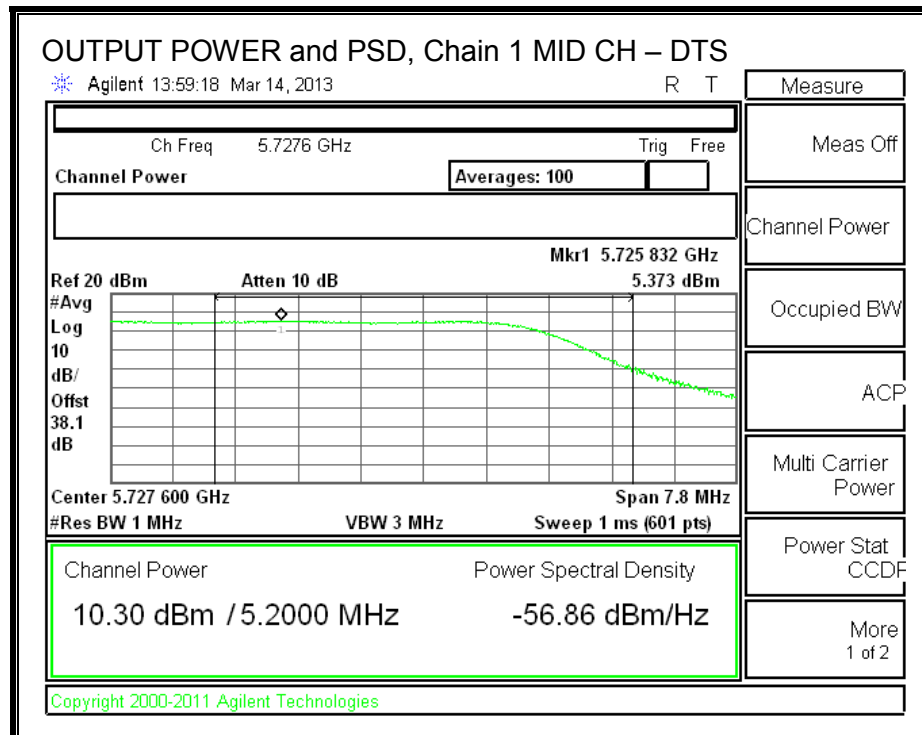 OUTPUT POWER and PSD, Chain 1 MID CH – DTS
Agilent 13:59:18 Mar 14, 2013 R T
Measure
Ch Freq 5.7276 GHz Trig Free
Meas Off
Channel Power Averages: 100
Channel Power
Mkr1 5.725 832 GHz
Ref 20 dBm Atten 10 dB 5.373 dBm
#Avg
Log
10
dB/
Offst
38.1
dB
1
Occupied BW
ACP
Multi Carrier
Power
Center 5.727 600 GHz Span 7.8 MHz
#Res BW 1 MHz VBW 3 MHz Sweep 1 ms (601 pts)
Power Stat
CCDF
Channel Power Power Spectral Density
10.30 dBm / 5.2000 MHz -56.86 dBm/Hz
More
1 of 2
Copyright 2000-2011 Agilent Technologies